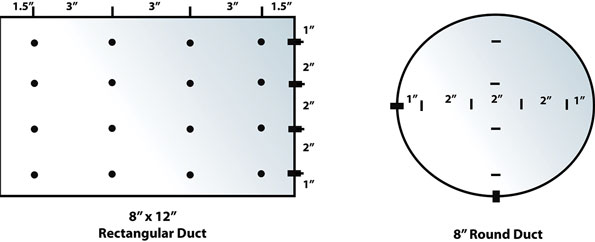 1.5” 3” 3” 3” 1.5”
1”
2”
2”
2”
1”
8” x 12”
Rectangular Duct
1” 2” 2” 2” 1”
8” Round Duct